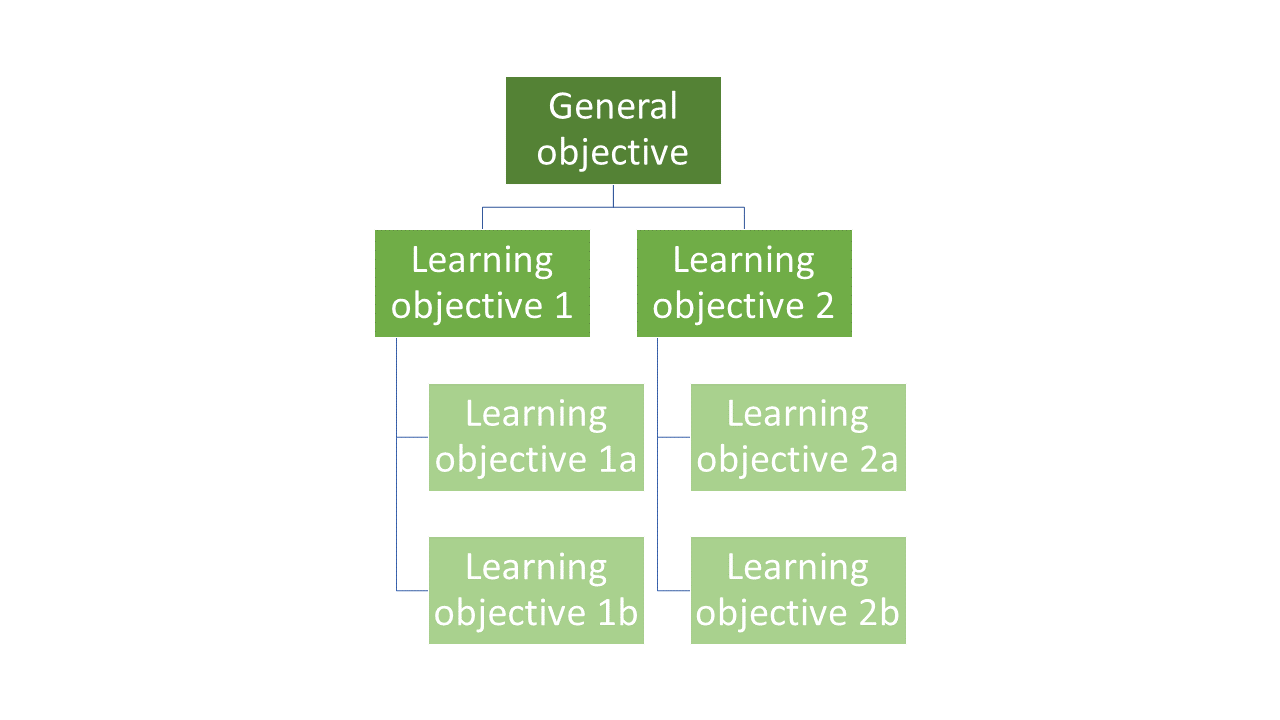 General
objective
Learning
objective 1
Learning
objective 2
Learning
objective 1a
Learning
objective 2a
Learning
objective 1b
Learning
objective 2b